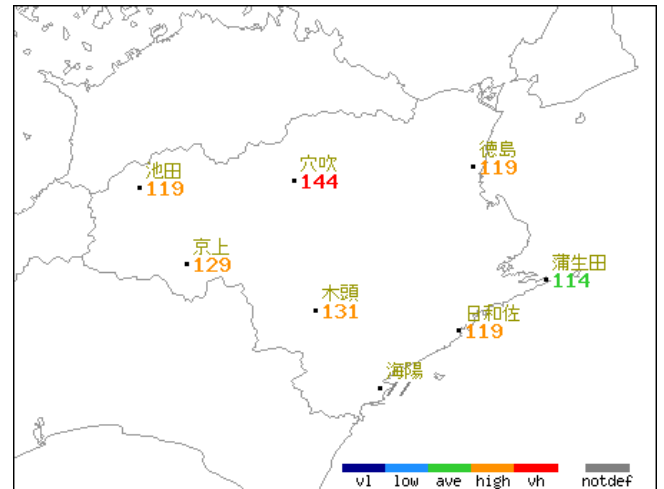 徳島
119
穴吹
144
池田
119
京上
129
蒲生田
114
木頭
131
日和佐
119
海陽
vl low ave high vh notdef